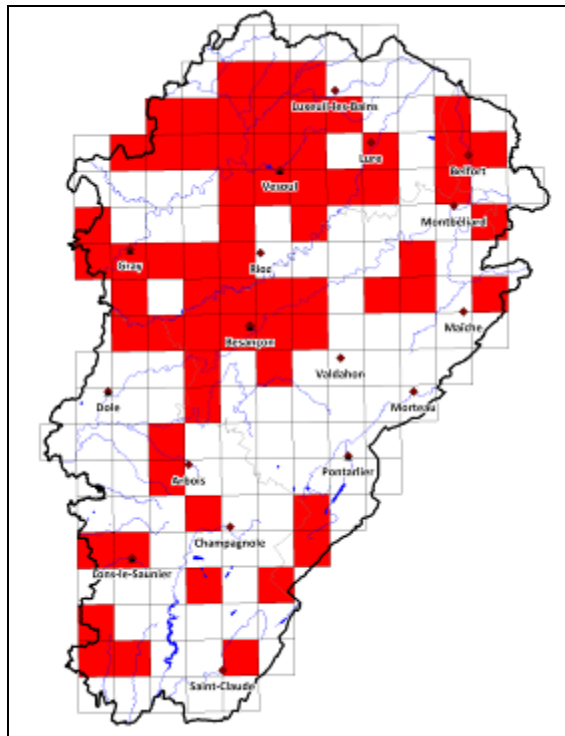 Luxeuil-les-Bains
Lure
Belfort
Vesoul
Montbéliard
Gray
Rioz
Maîche
Besançon
Valdahon
Dole
Morteau
Arbois
Pontarlier
Champagnole
Lons-le-Saunier
Saint-Claude